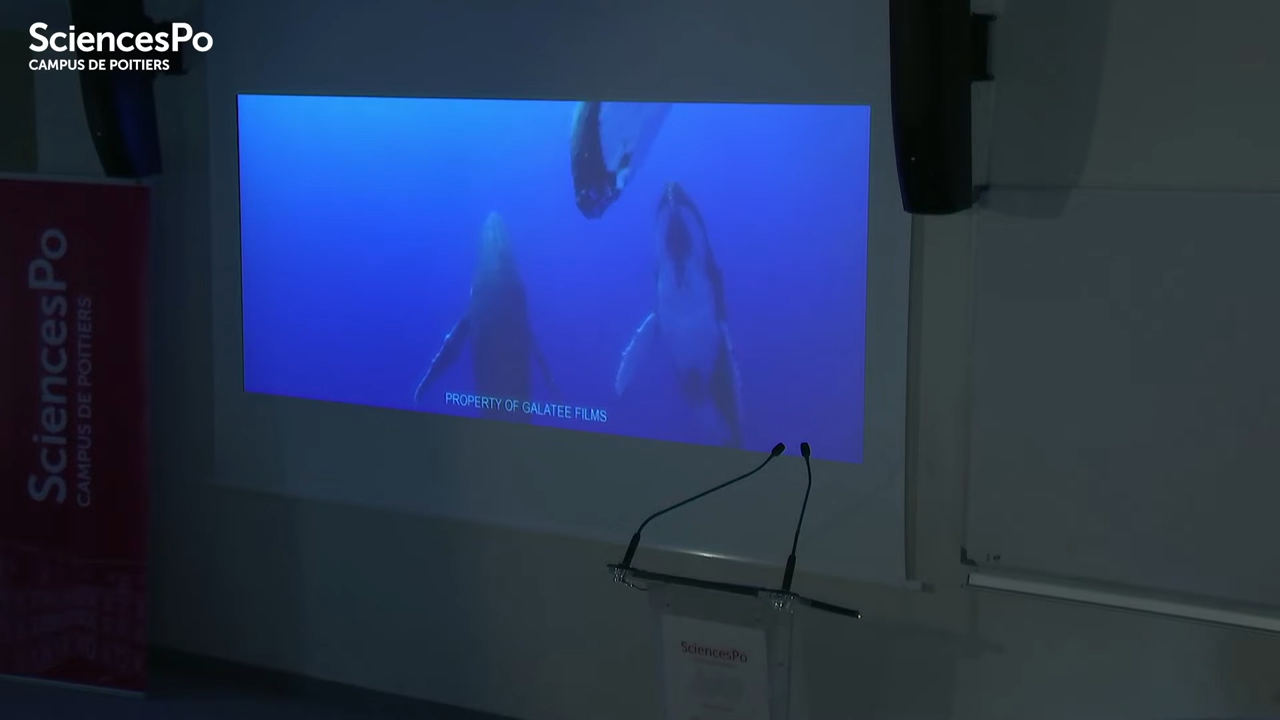 SciencesPo
CAMPUS DE POITIERS
SciencesPo
CAMPUS DE POITIERS
PROPERTY OF GALATEE FILMS
SciencesPo